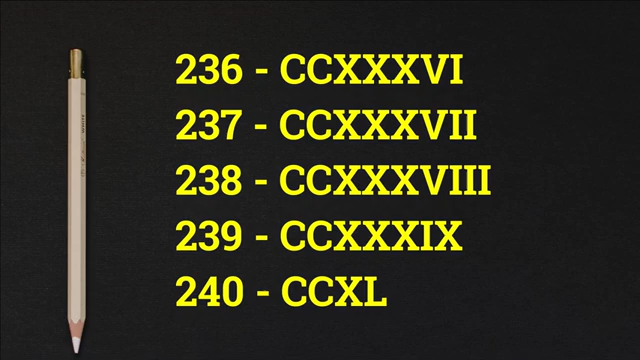 236 - CCXXXVI
237 - CCXXXVII
238 - CCXXXVIII
239 - CCXXXIX
240 - CCXL